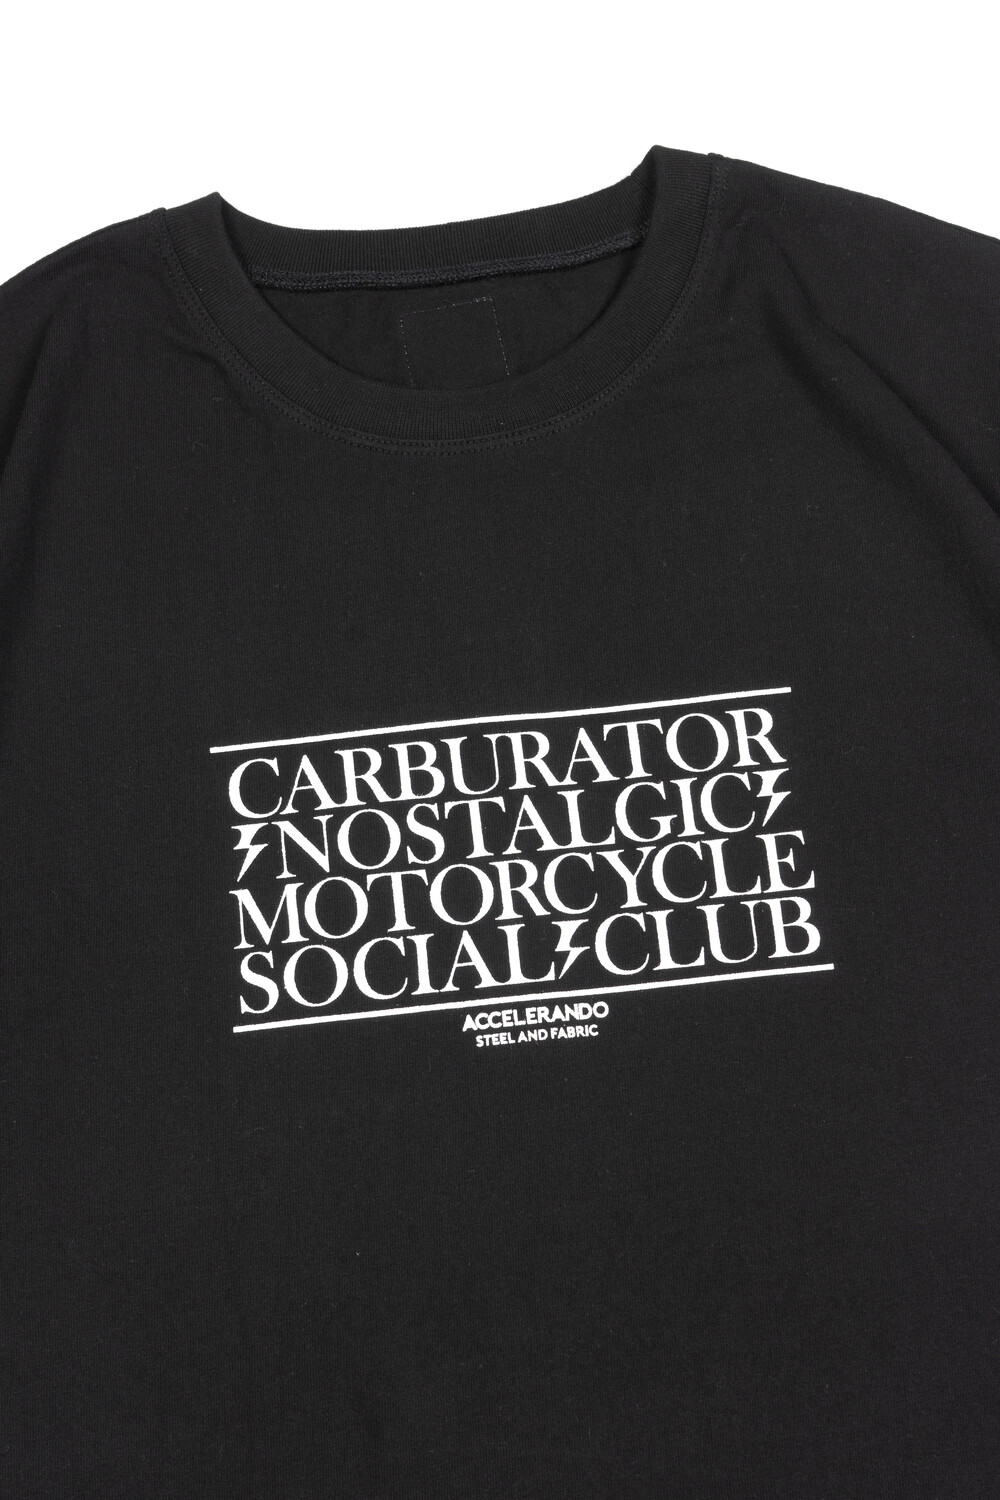 CARBURATOR
NOSTALGIC
MOTORCYCLE
SOCIAL CLUB
ACCELERANDO
STEEL AND FABRIC